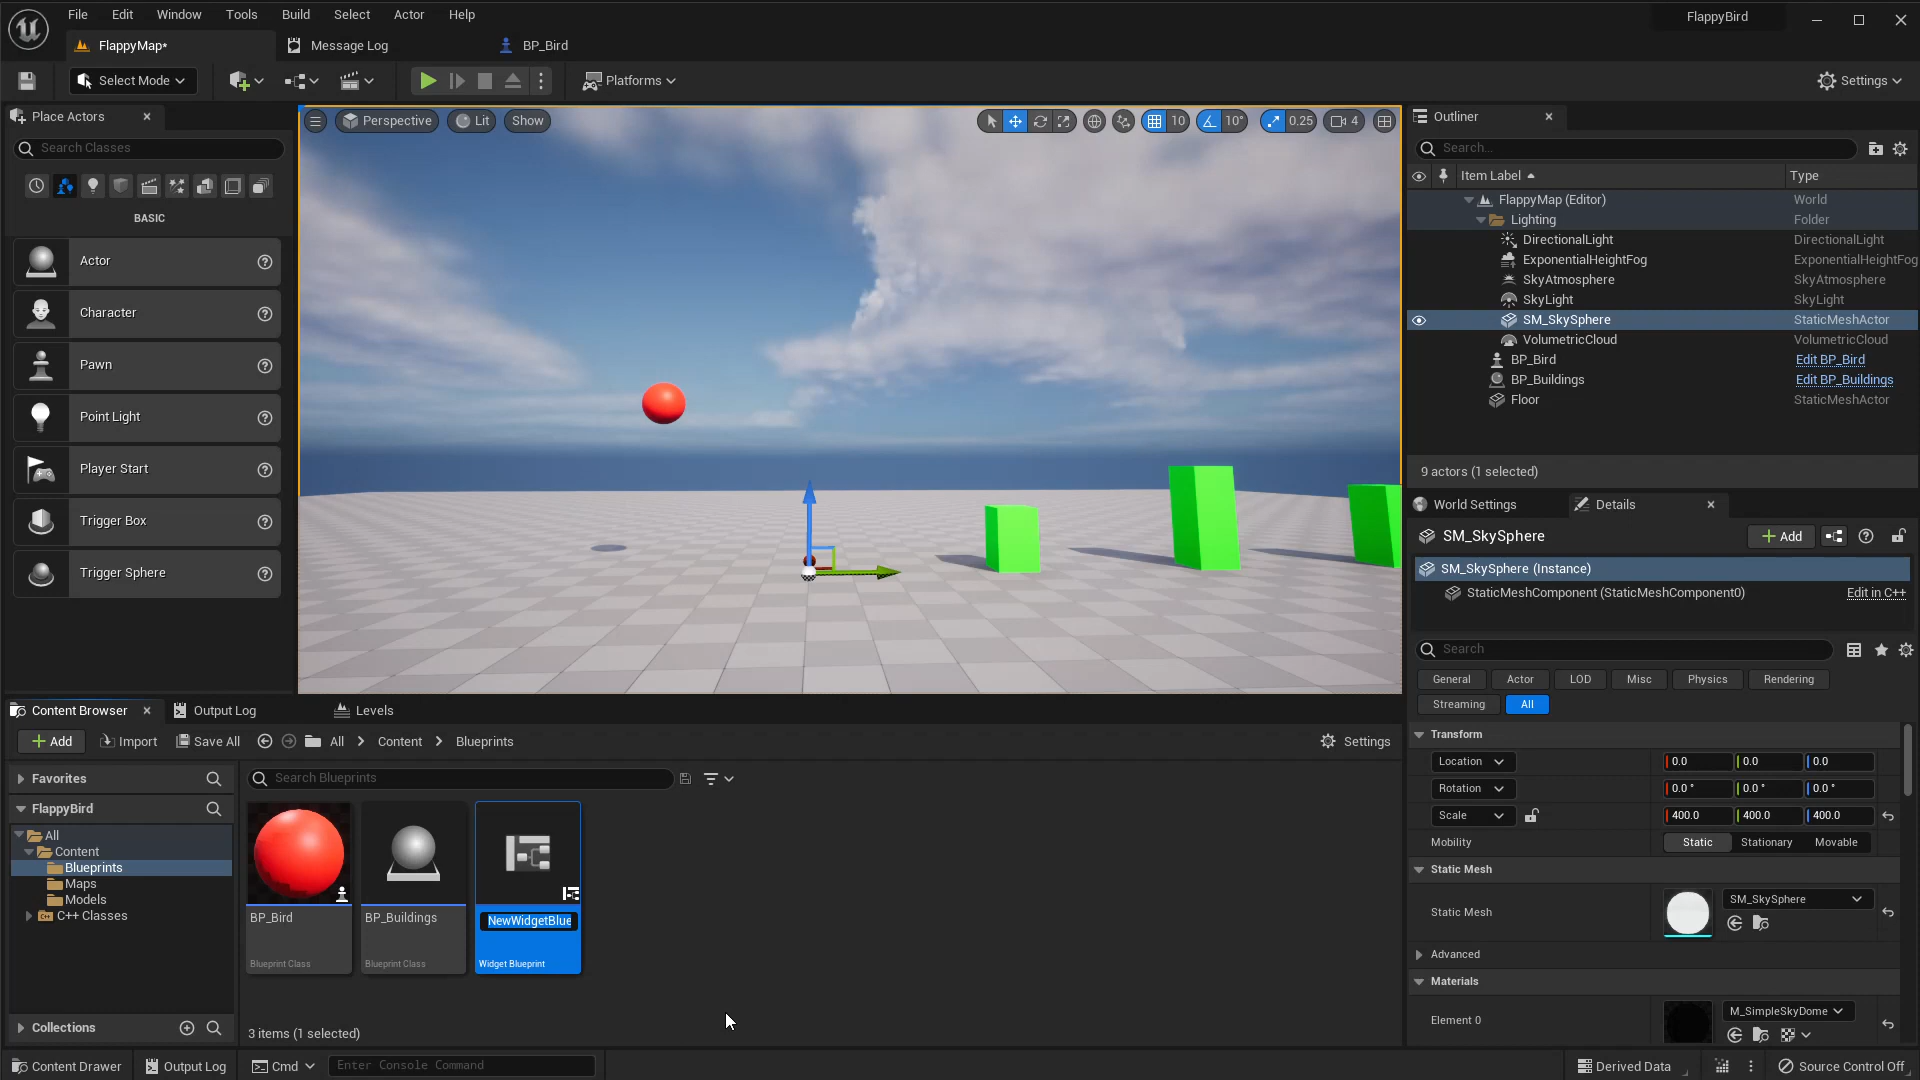 File Edit Window Tools Build Select Actor Help
FlappyBird
FlappyMap* Message Log BP_Bird
Select Mode Platforms Settings
Place Actors
Search Classes
BASIC
Actor
Character
Pawn
Point Light
Player Start
Trigger Box
Trigger Sphere
Perspective Lit Show 10 10° 0.25 4
Outliner
Search...
Item Label Type
FlappyMap (Editor) World
Lighting Folder
DirectionalLight DirectionalLight
ExponentialHeightFog ExponentialHeightFog
SkyAtmosphere SkyAtmosphere
SkyLight SkyLight
SM_SkySphere StaticMeshActor
VolumetricCloud VolumetricCloud
BP_Bird Edit BP_Bird
BP_Buildings Edit BP_Buildings
Floor StaticMeshActor
9 actors (1 selected)
World Settings Details
SM_SkySphere Add
SM_SkySphere (Instance)
StaticMeshComponent (StaticMeshComponent0) Edit in C++
Search
General Actor LOD Misc Physics Rendering
Streaming All
Transform
Location 0.0 0.0 0.0
Rotation 0.0 ° 0.0 ° 0.0 °
Scale 400.0 400.0 400.0
Mobility Static Stationary Movable
Static Mesh
Static Mesh SM_SkySphere
Advanced
Materials
Element 0 M_SimpleSkyDome
Content Browser Output Log Levels
Add Import Save All All Content Blueprints Settings
Favorites
FlappyBird
All
Content
Blueprints
Maps
Models
C++ Classes
Collections
Search Blueprints
BP_Bird BP_Buildings NewWidgetBlue
Blueprint Class Blueprint Class Widget Blueprint
3 items (1 selected)
Content Drawer Output Log Cmd Enter Console Command Derived Data Source Control Off